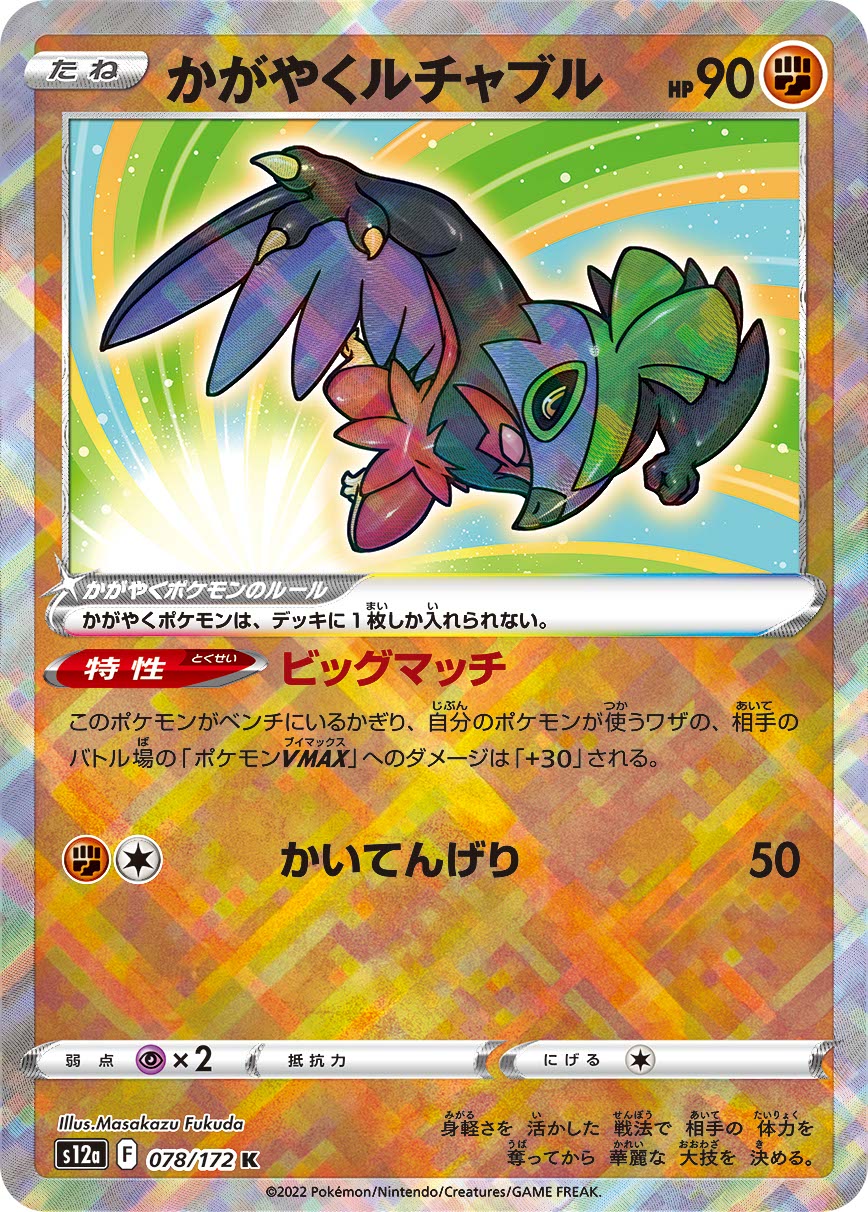 たね かがやくルチャブル HP90
かがやくポケモンのルール
かがやくポケモンは、デッキに1枚しか入れられない。
特性 とくせい ビッグマッチ
このポケモンがベンチにいるかぎり、自分のポケモンが使うワザの、相手の
バトル場の「ポケモンVMAX」へのダメージは「+30」される。
かいてんげり 50
弱点 ×2 抵抗力 にげる
Illus.Masakazu Fukuda
身軽さを 活かした 戦法で 相手の 体力を
奪ってから 華麗な 大技を 決める。
s12a F 078/172 K
©2022 Pokémon/Nintendo/Creatures/GAME FREAK.